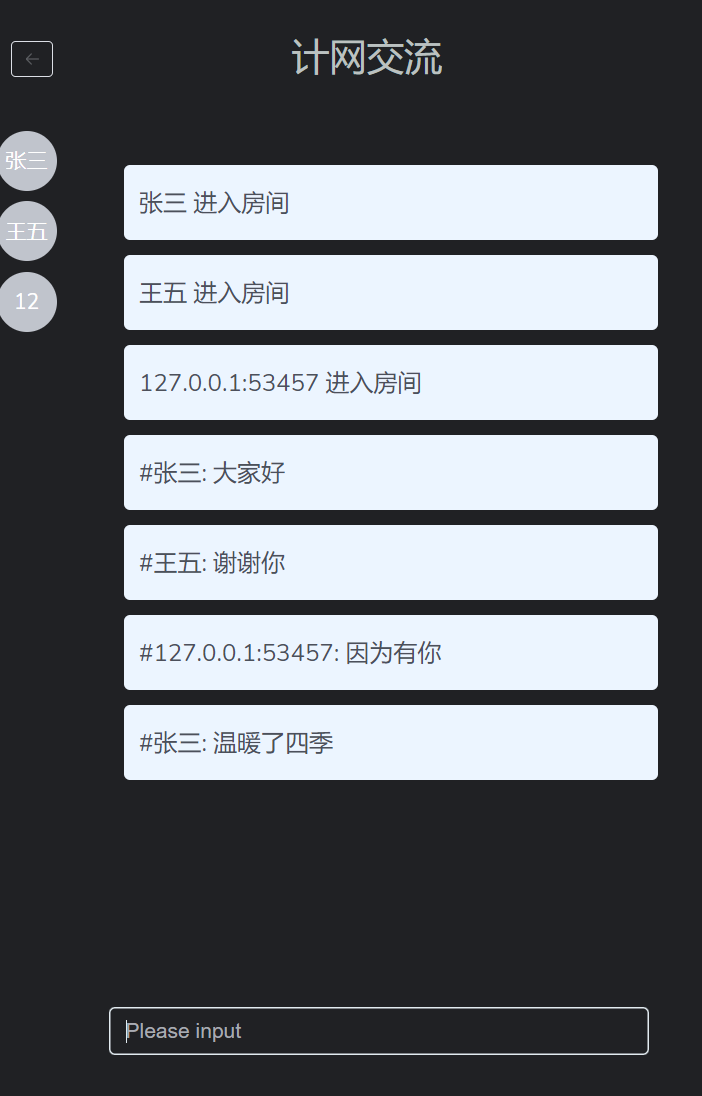 计网交流
张三
王五
12
张三 进入房间
王五 进入房间
127.0.0.1:53457 进入房间
#张三: 大家好
#王五: 谢谢你
#127.0.0.1:53457: 因为有你
#张三: 温暖了四季
Please input